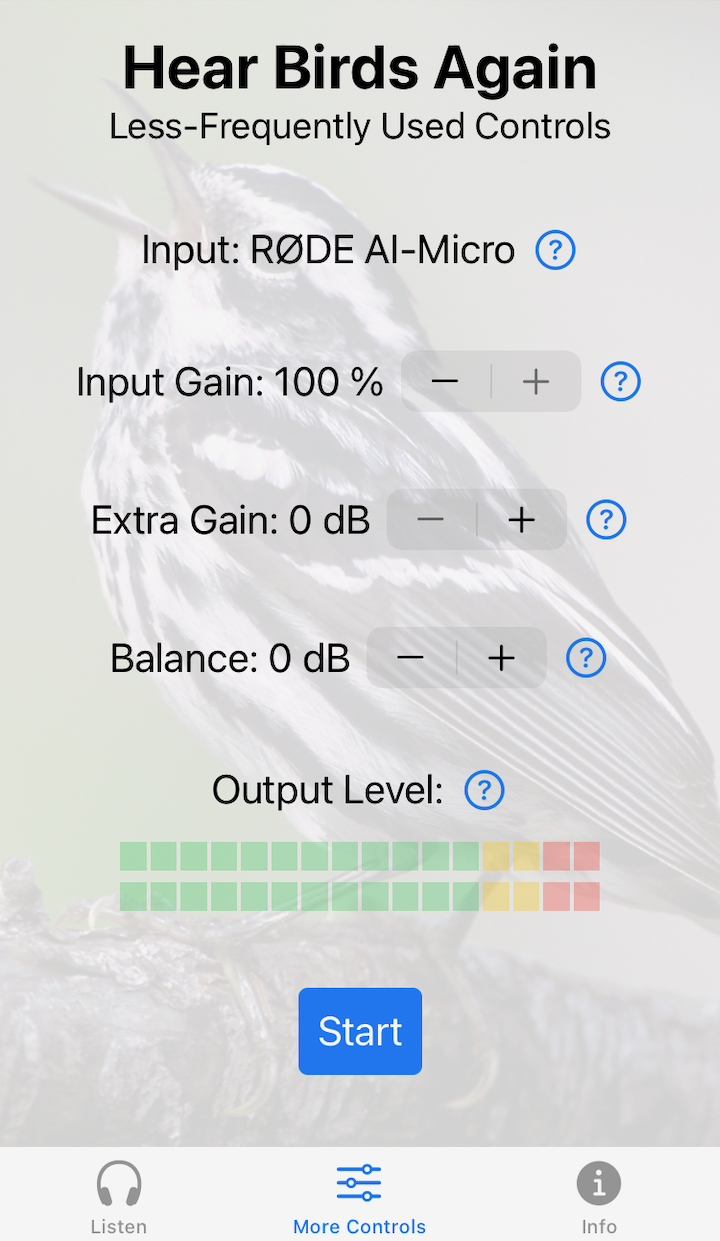 Hear Birds Again
Less-Frequently Used Controls
Input: RØDE AI-Micro ?
Input Gain: 100 % − + ?
Extra Gain: 0 dB − + ?
Balance: 0 dB − + ?
Output Level: ?
Start
Listen More Controls Info